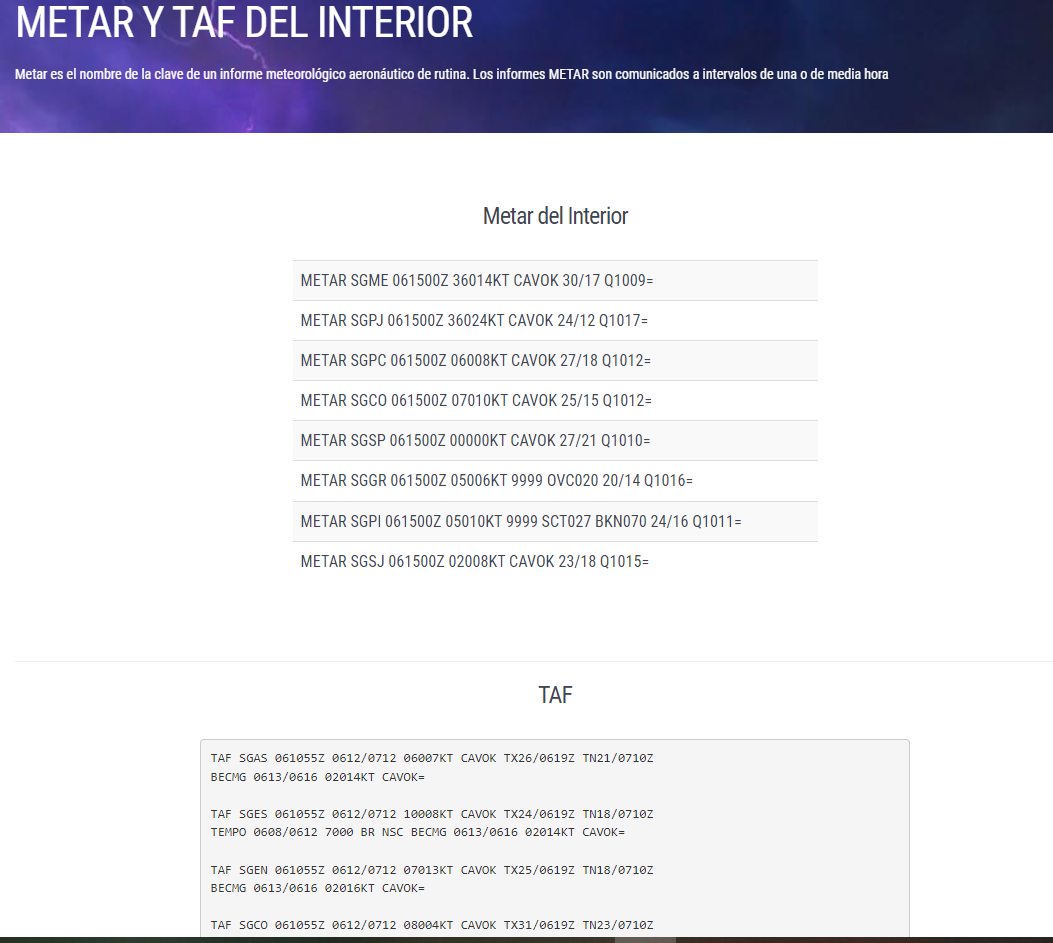 METAR Y TAF DEL INTERIOR
Metar es el nombre de la clave de un informe meteorológico aeronáutico de rutina. Los informes METAR son comunicados a intervalos de una o de media hora
Metar del Interior
METAR SGME 061500Z 36014KT CAVOK 30/17 Q1009=
METAR SGPJ 061500Z 36024KT CAVOK 24/12 Q1017=
METAR SGPC 061500Z 06008KT CAVOK 27/18 Q1012=
METAR SGCO 061500Z 07010KT CAVOK 25/15 Q1012=
METAR SGSP 061500Z 00000KT CAVOK 27/21 Q1010=
METAR SGGR 061500Z 05006KT 9999 OVC020 20/14 Q1016=
METAR SGPI 061500Z 05010KT 9999 SCT027 BKN070 24/16 Q1011=
METAR SGSJ 061500Z 02008KT CAVOK 23/18 Q1015=
TAF
TAF SGAS 061055Z 0612/0712 06007KT CAVOK TX26/0619Z TN21/0710Z
BECMG 0613/0616 02014KT CAVOK=
TAF SGES 061055Z 0612/0712 10008KT CAVOK TX24/0619Z TN18/0710Z
TEMPO 0608/0612 7000 BR NSC BECMG 0613/0616 02014KT CAVOK=
TAF SGEN 061055Z 0612/0712 07013KT CAVOK TX25/0619Z TN18/0710Z
BECMG 0613/0616 02016KT CAVOK=
TAF SGCO 061055Z 0612/0712 08004KT CAVOK TX31/0619Z TN23/0710Z